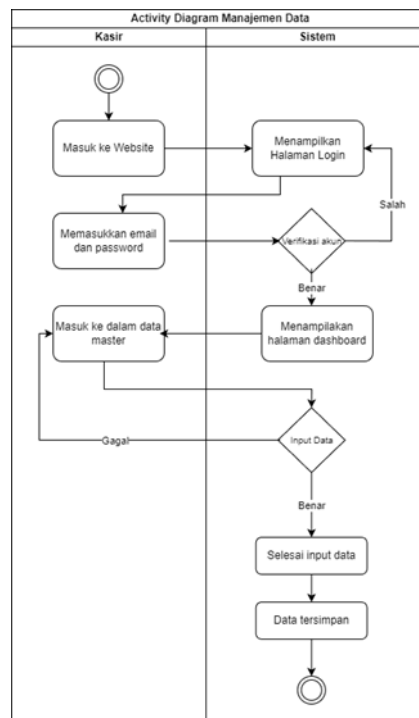 Activity Diagram Manajemen Data
Kasir
Sistem
Masuk ke Website
Menampilkan
Halaman Login
Salah
Memasukkan email
dan password
Verifikasi akun
Benar
Masuk ke dalam data
master
Menampilakan
halaman dashboard
Input Data
Gagal
Benar
Selesai input data
Data tersimpan